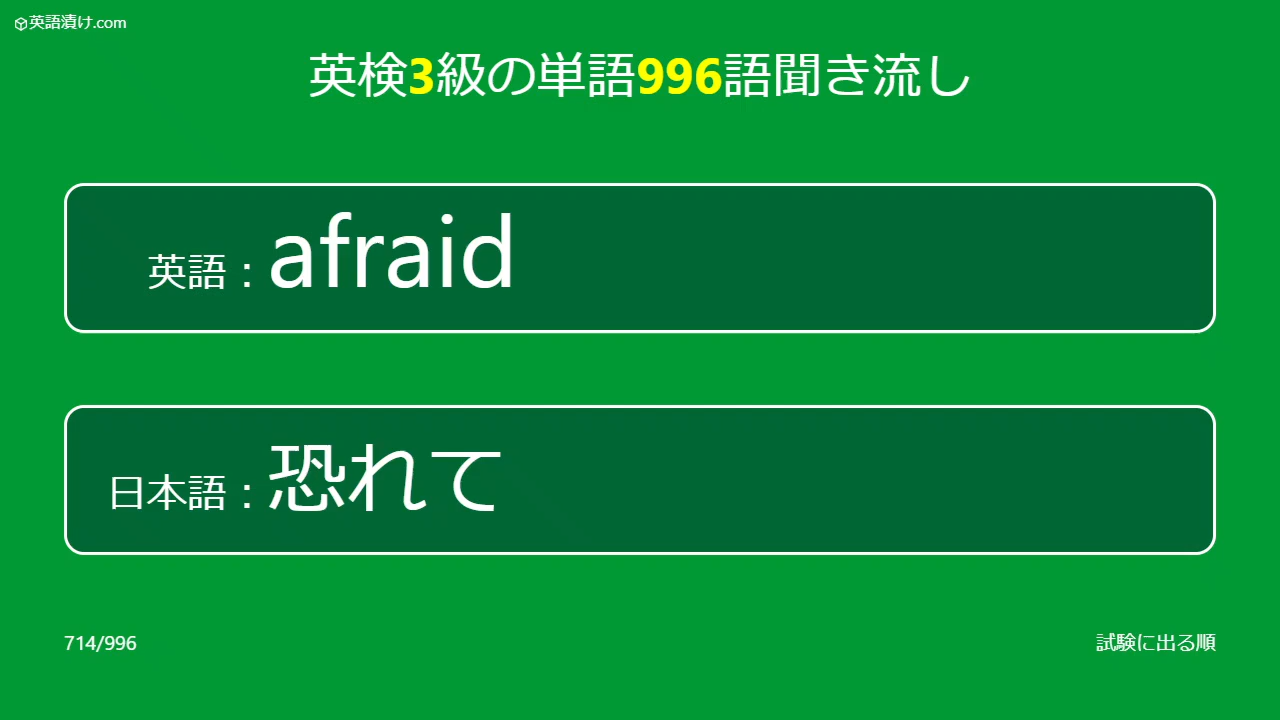 英語漬け.com
英検3級の単語996語聞き流し
英語：afraid
日本語：恐れて
714/996
試験に出る順